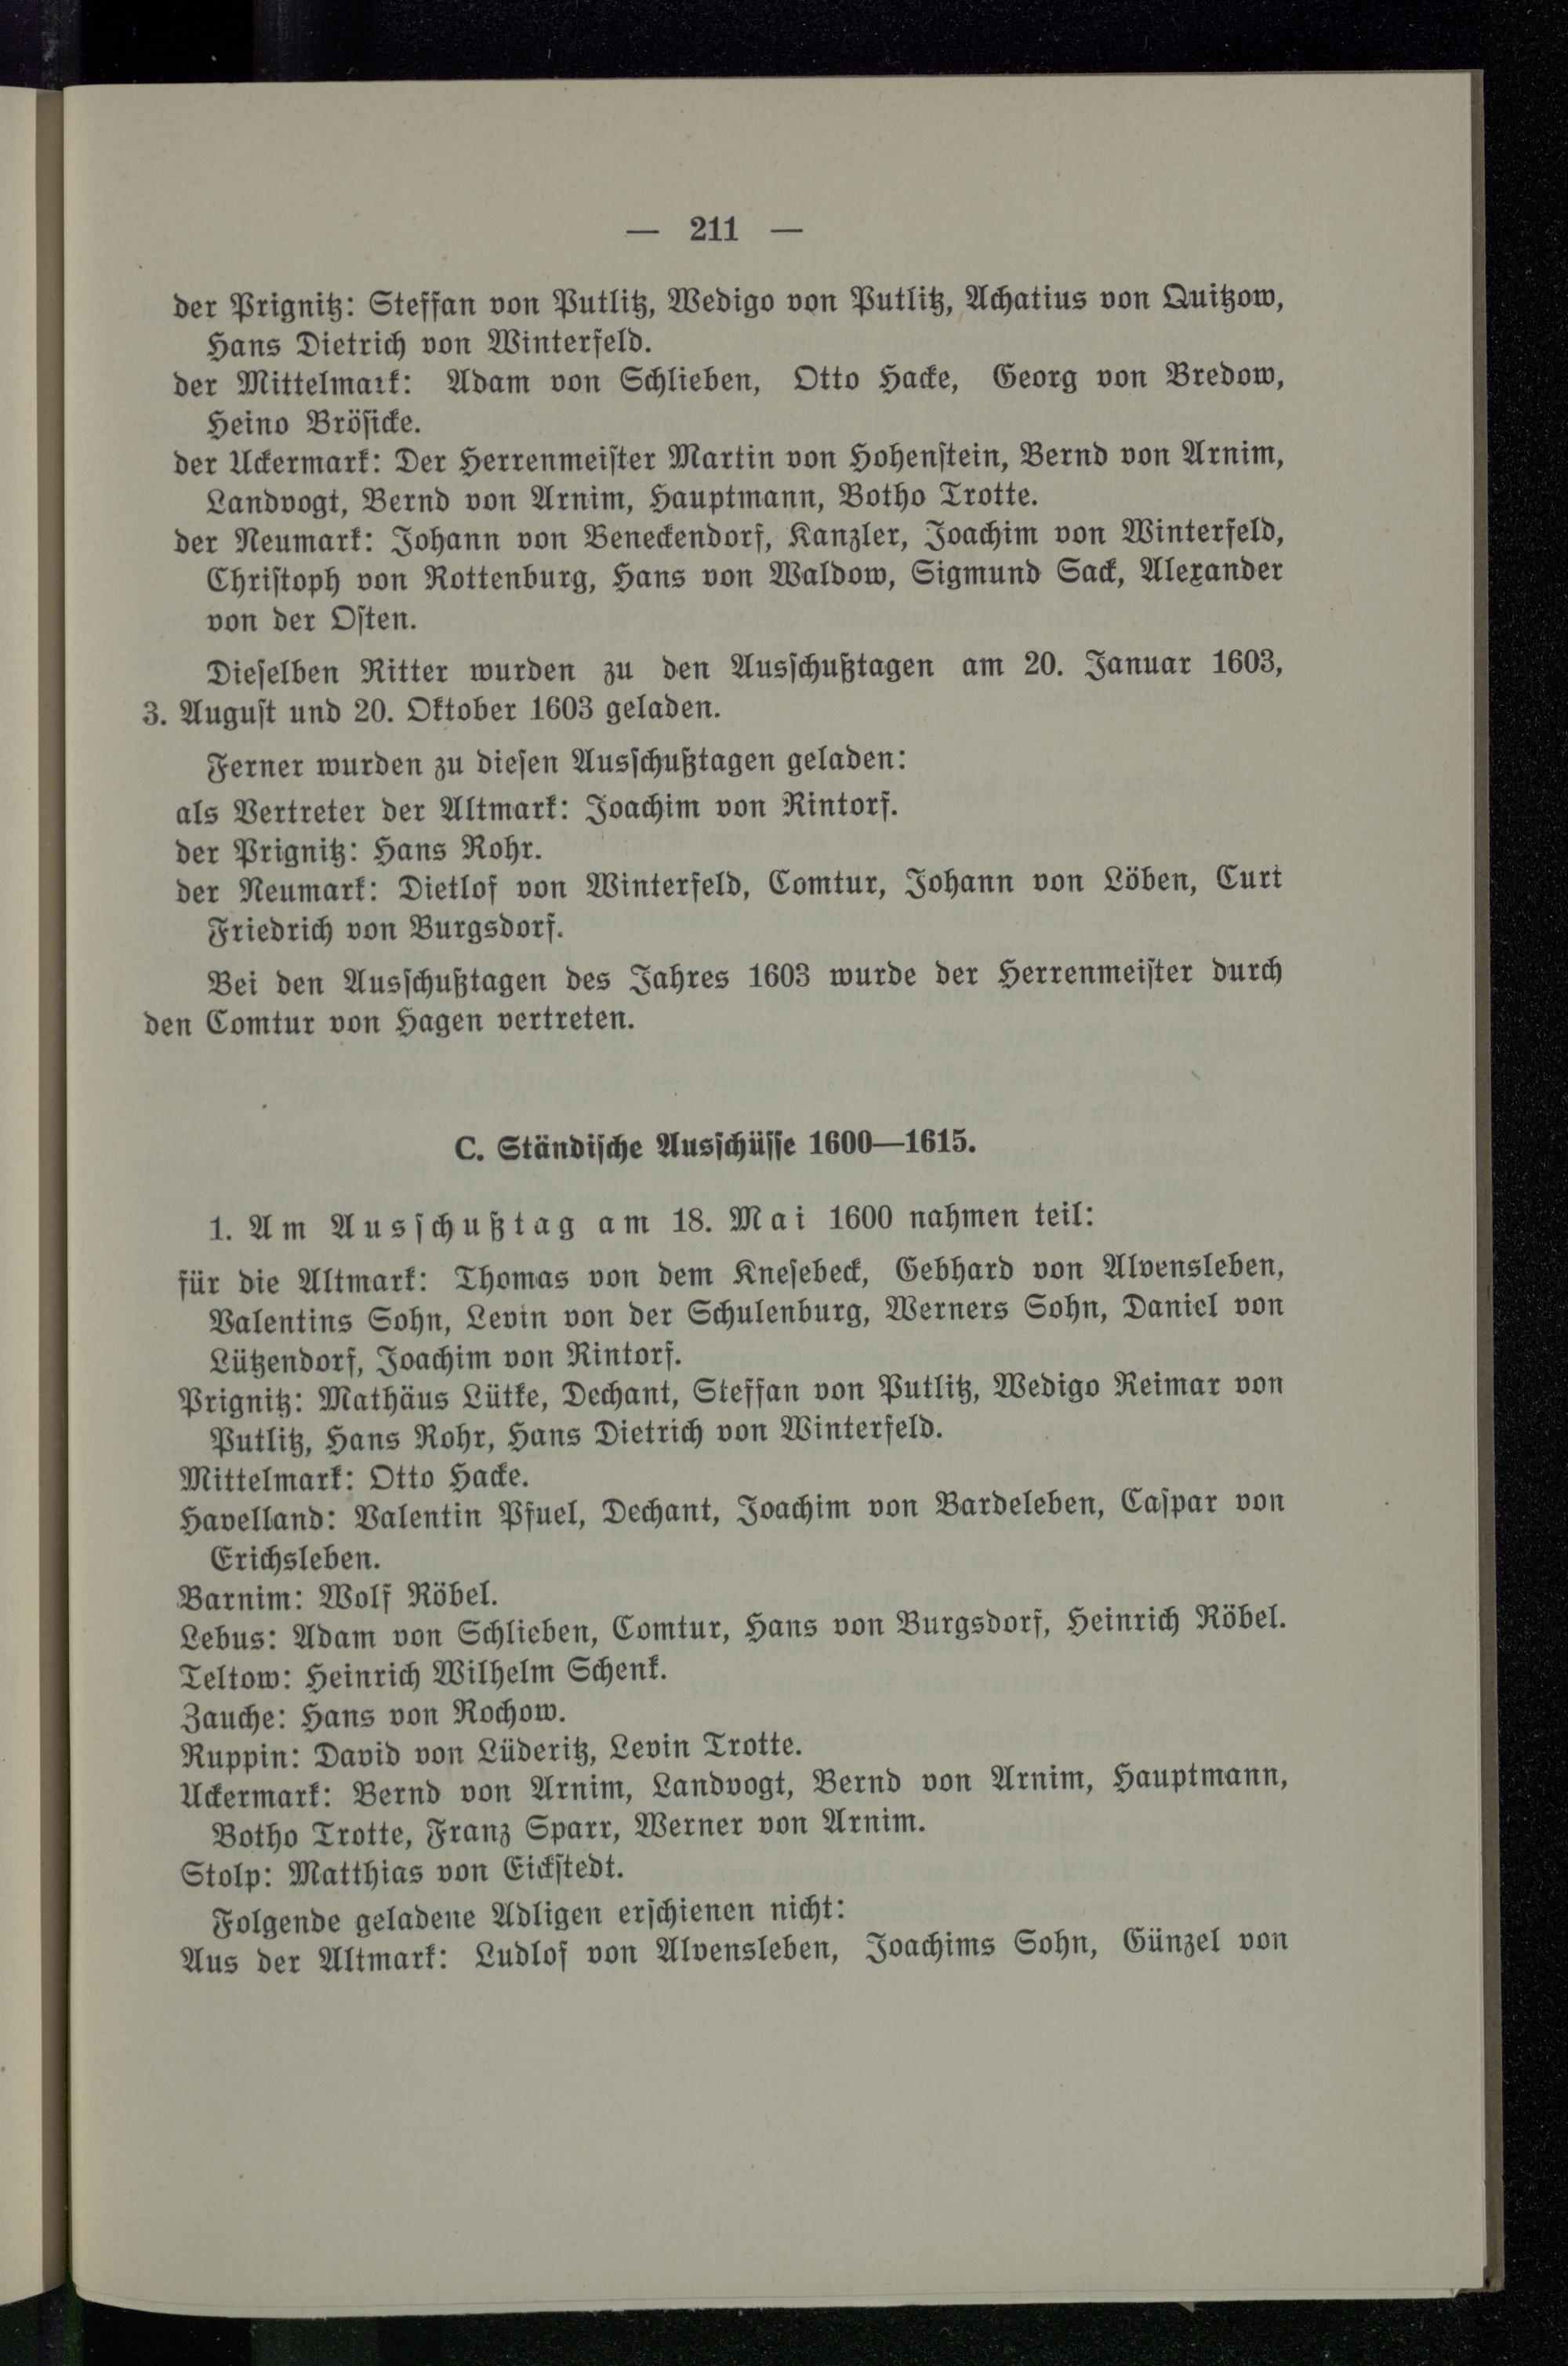 — 211 —
der Prignitz: Steffan von Putlitz, Wedigo von Putlitz, Achatius von Quitzow,
Hans Dietrich von Winterfeld.
der Mittelmark: Adam von Schlieben, Otto Hacke, Georg von Bredow,
Heino Brösicke.
der Uckermark: Der Herrenmeister Martin von Hohenstein, Bernd von Arnim,
Landvogt, Bernd von Arnim, Hauptmann, Botho Trotte.
der Neumark: Johann von Beneckendorf, Kanzler, Joachim von Winterfeld,
Christoph von Rottenburg, Hans von Waldow, Sigmund Sack, Alexander
von der Osten.
Dieselben Ritter wurden zu den Ausschußtagen am 20. Januar 1603,
3. August und 20. Oktober 1603 geladen.
Ferner wurden zu diesen Ausschußtagen geladen:
als Vertreter der Altmark: Joachim von Rintorf.
der Prignitz: Hans Rohr.
der Neumark: Dietlof von Winterfeld, Comtur, Johann von Löben, Curt
Friedrich von Burgsdorf.
Bei den Ausschußtagen des Jahres 1603 wurde der Herrenmeister durch
den Comtur von Hagen vertreten.
C. Ständische Ausschüsse 1600—1615.
1. Am Ausschußtag am 18. Mai 1600 nahmen teil:
für die Altmark: Thomas von dem Knesebeck, Gebhard von Alvensleben,
Valentins Sohn, Levin von der Schulenburg, Werners Sohn, Daniel von
Lützendorf, Joachim von Rintorf.
Prignitz: Mathäus Lütke, Dechant, Steffan von Putlitz, Wedigo Reimar von
Putlitz, Hans Rohr, Hans Dietrich von Winterfeld.
Mittelmark: Otto Hacke.
Havelland: Valentin Pfuel, Dechant, Joachim von Bardeleben, Caspar von
Erichsleben.
Barnim: Wolf Röbel.
Lebus: Adam von Schlieben, Comtur, Hans von Burgsdorf, Heinrich Röbel.
Teltow: Heinrich Wilhelm Schenk.
Zauche: Hans von Rochow.
Ruppin: David von Lüderitz, Levin Trotte.
Uckermark: Bernd von Arnim, Landvogt, Bernd von Arnim, Hauptmann,
Botho Trotte, Franz Sparr, Werner von Arnim.
Stolp: Matthias von Eickstedt.
Folgende geladene Adligen erschienen nicht:
Aus der Altmark: Ludlof von Alvensleben, Joachims Sohn, Günzel von